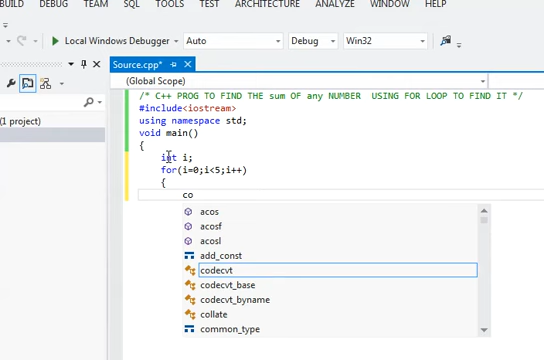 BUILD DEBUG TEAM SQL TOOLS TEST ARCHITECTURE ANALYZE WINDOW HELP
Local Windows Debugger Auto Debug Win32
Source.cpp*
(Global Scope)
/* C++ PROG TO FIND THE sum OF any NUMBER USING FOR LOOP TO FIND IT */
#include<iostream>
using namespace std;
void main()
{
int i;
(1 project)
for(i=0;i<5;i++)
{
co
acos
acosf
acosl
add_const
codecvt
codecvt_base
codecvt_byname
collate
common_type